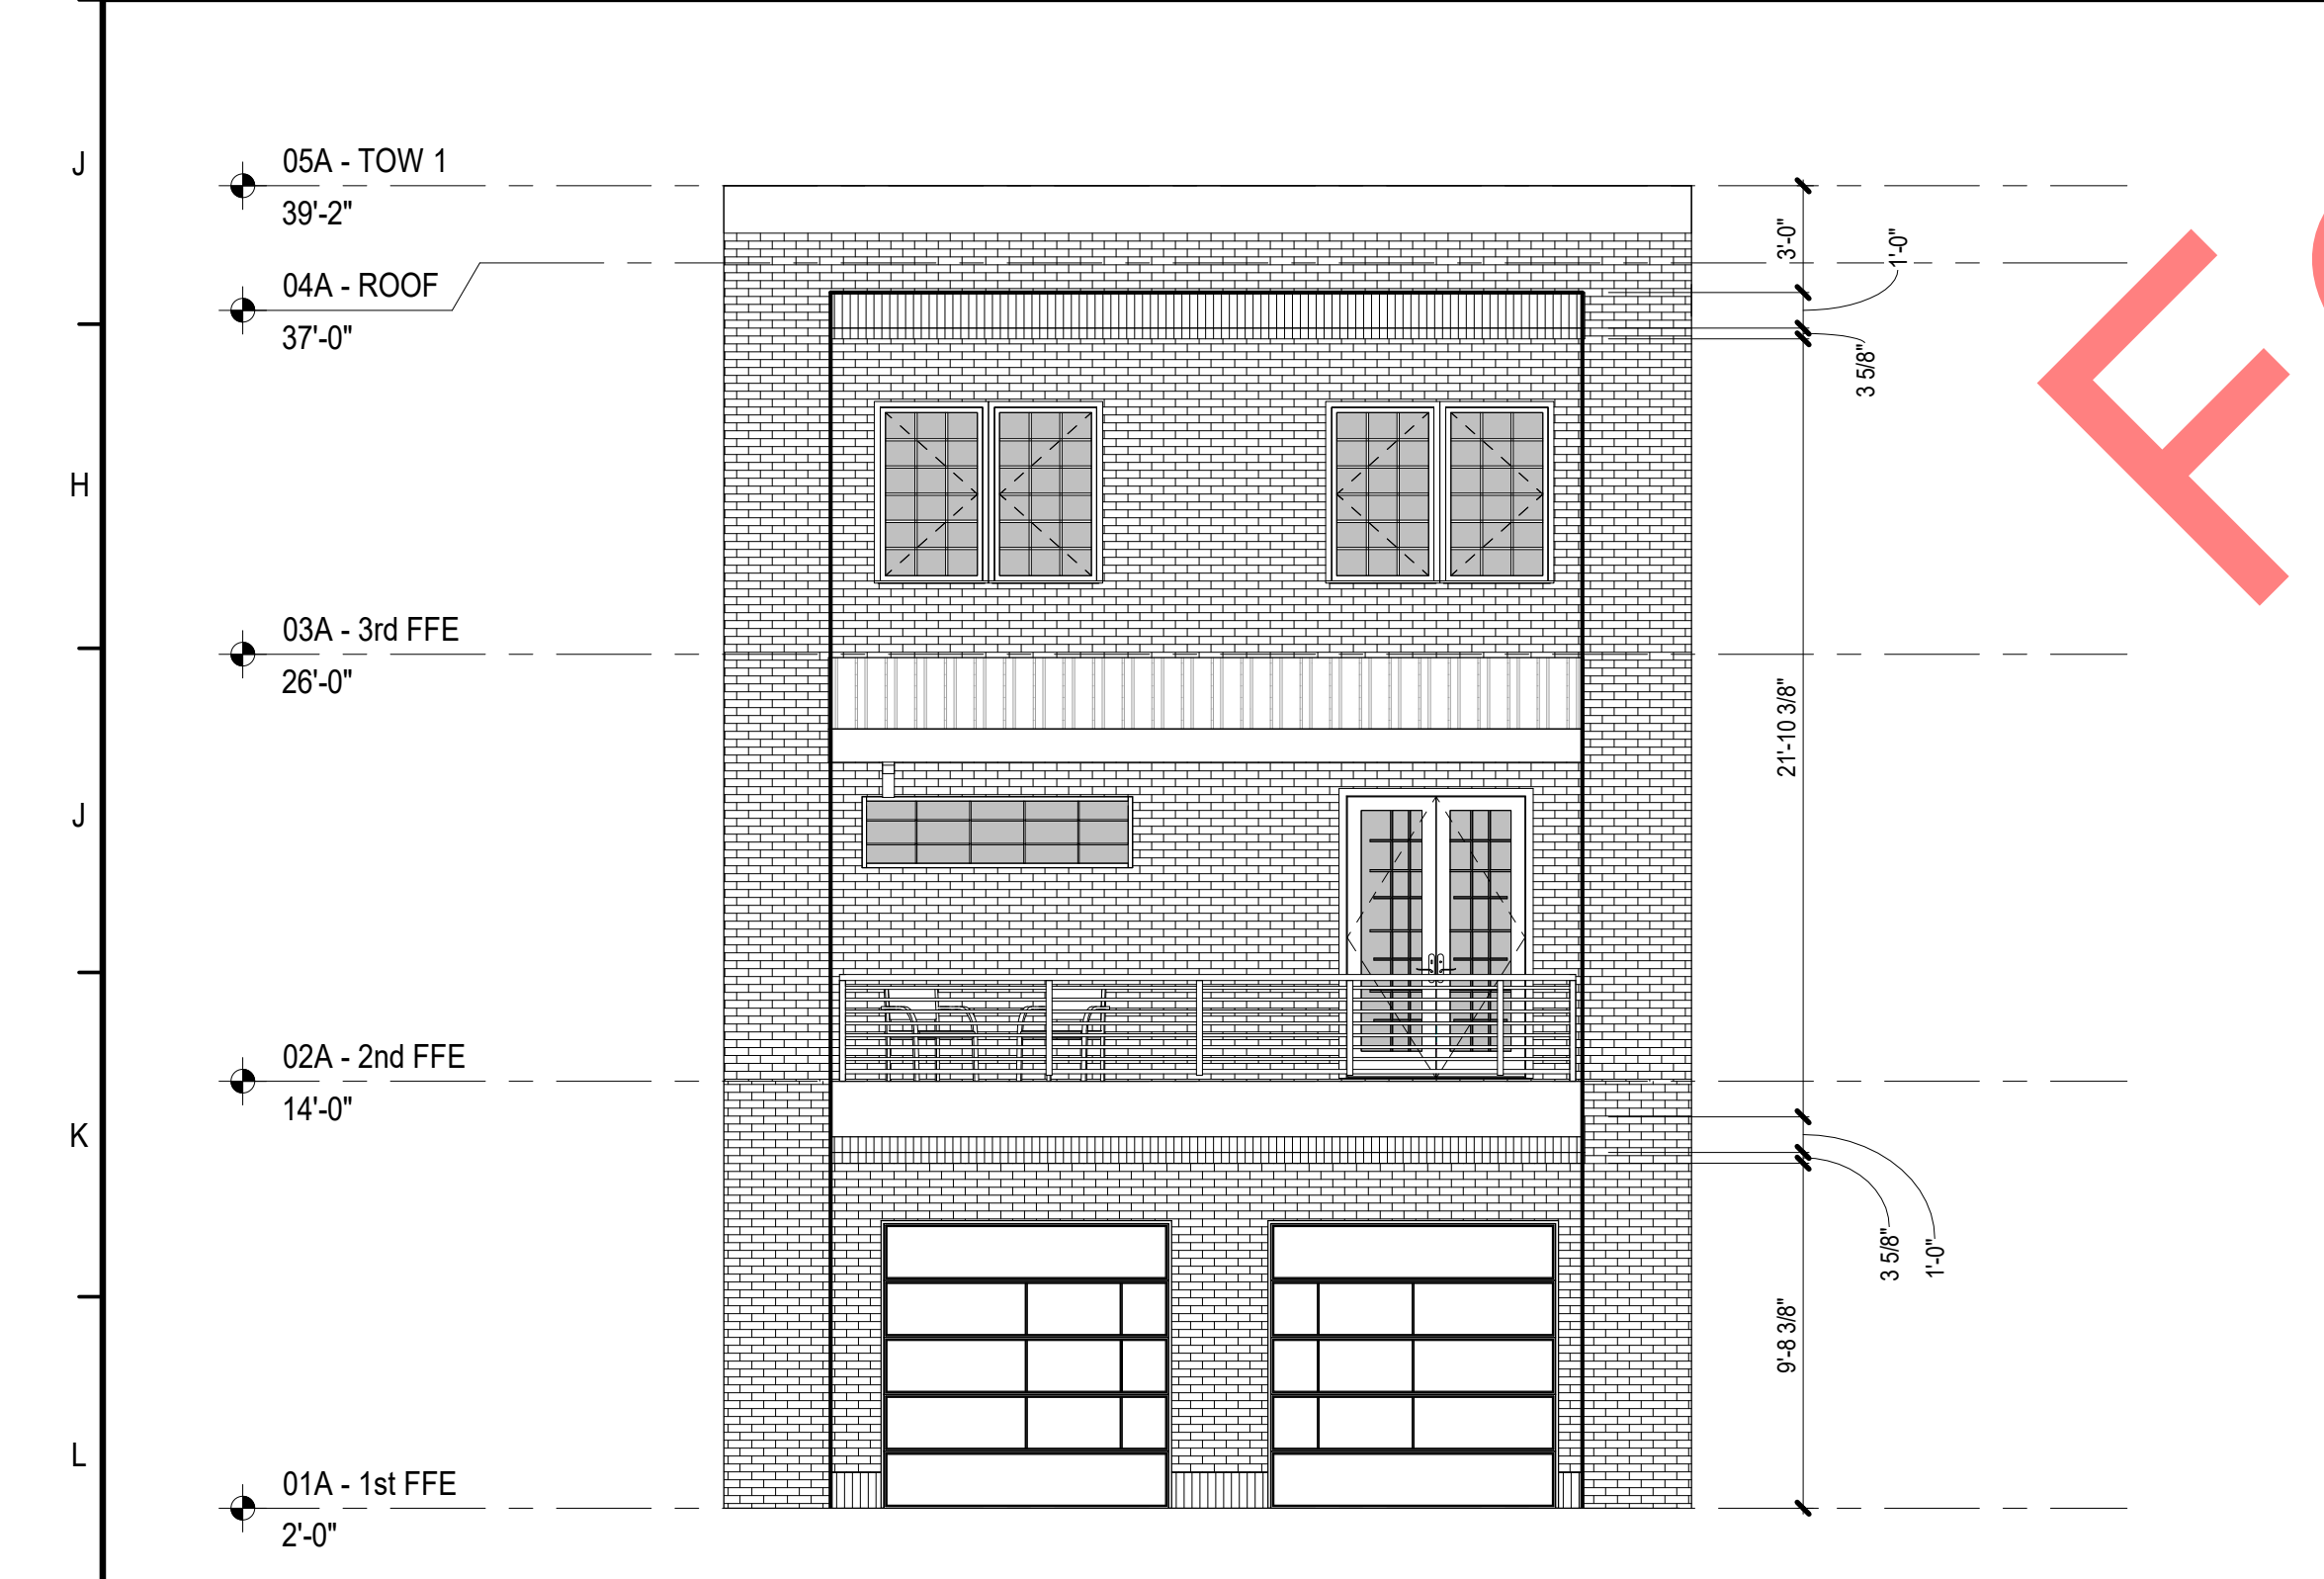 J
05A - TOW 1
39'-2"
3'-0"
1'-0"
04A - ROOF
37'-0"
3 5/8"
H
03A - 3rd FFE
26'-0"
21'-10 3/8"
J
02A - 2nd FFE
14'-0"
K
3 5/8"
1'-0"
9'-8 3/8"
L
01A - 1st FFE
2'-0"
F